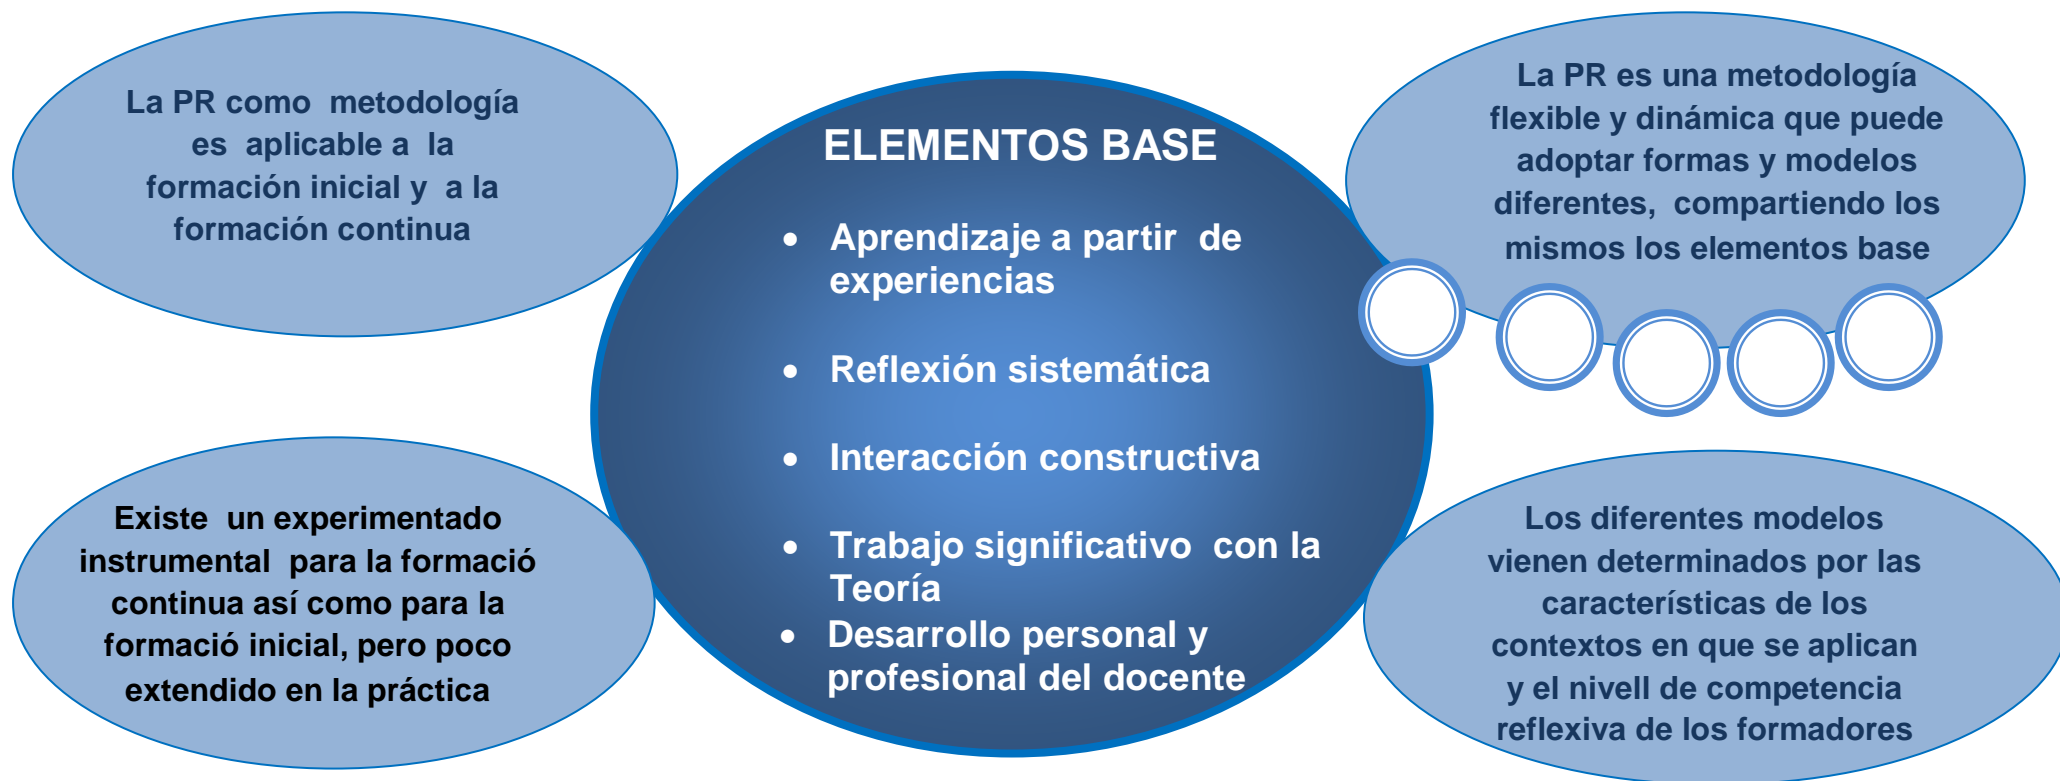 La PR como metodología
es aplicable a la
formación inicial y a la
formación continua
Existe un experimentado
instrumental para la formació
continua así como para la
formació inicial, pero poco
extendido en la práctica
ELEMENTOS BASE
• Aprendizaje a partir de
experiencias
• Reflexión sistemática
• Interacción constructiva
• Trabajo significativo con la
Teoría
• Desarrollo personal y
profesional del docente
La PR es una metodología
flexible y dinámica que puede
adoptar formas y modelos
diferentes, compartiendo los
mismos los elementos base
Los diferentes modelos
vienen determinados por las
características de los
contextos en que se aplican
y el nivell de competencia
reflexiva de los formadores